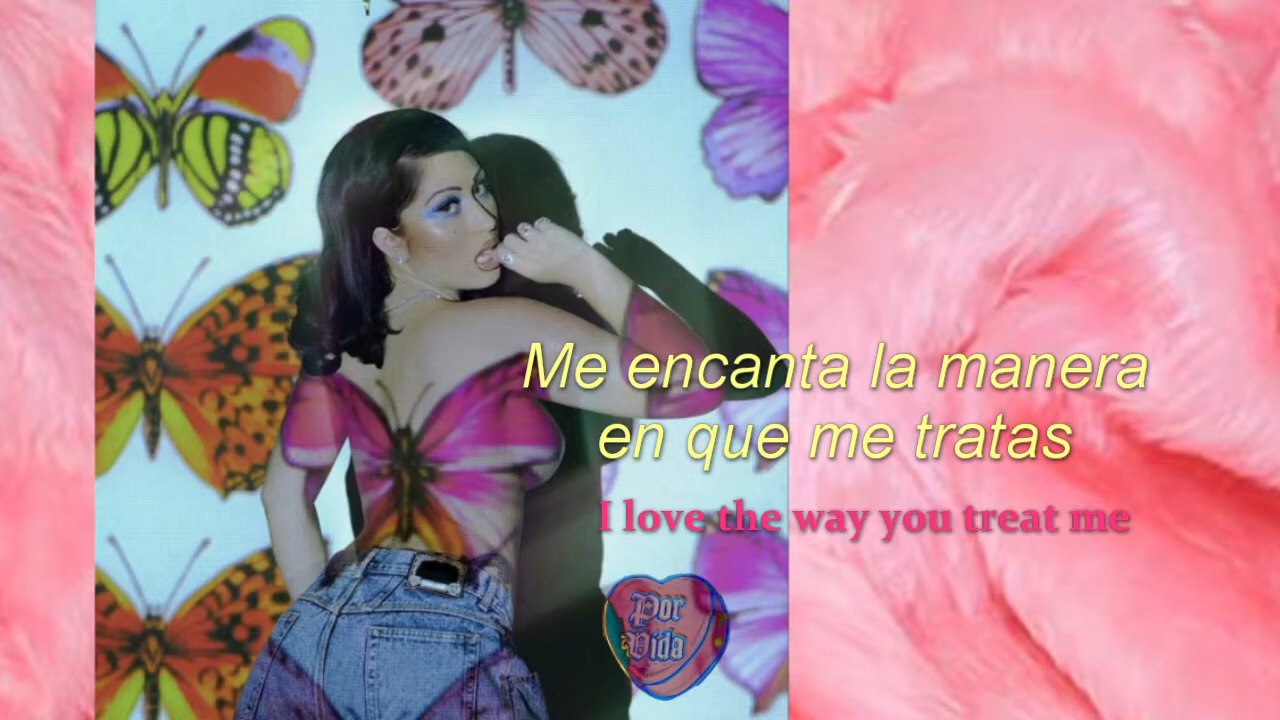 Me encanta la manera
en que me tratas
I love the way you treat me
Por
Vida